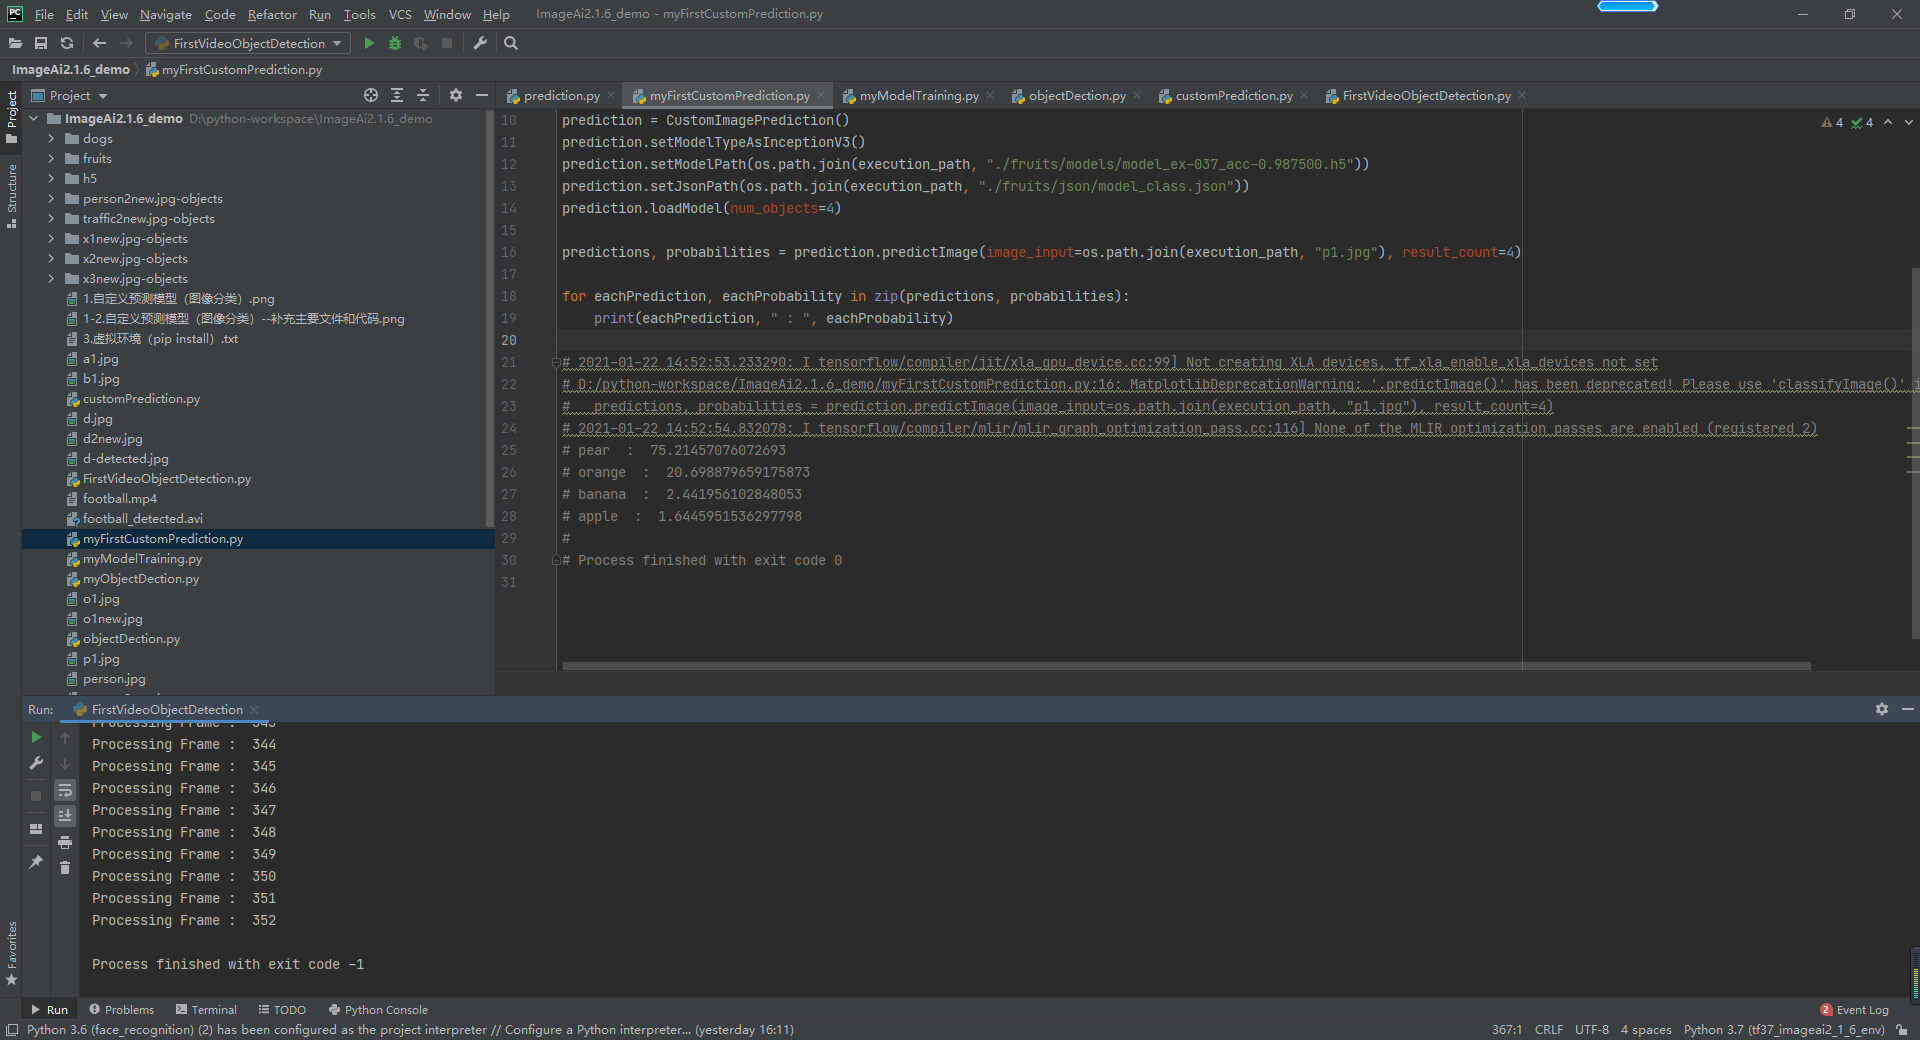 PC File Edit View Navigate Code Refactor Run Tools VCS Window Help ImageAi2.1.6_demo - myFirstCustomPrediction.py
FirstVideoObjectDetection
ImageAi2.1.6_demo myFirstCustomPrediction.py
Project
Structure
Favorites
Project
ImageAi2.1.6_demo D:\python-workspace\ImageAi2.1.6_demo
dogs
fruits
h5
person2new.jpg-objects
traffic2new.jpg-objects
x1new.jpg-objects
x2new.jpg-objects
x3new.jpg-objects
1.自定义预测模型（图像分类）.png
1-2.自定义预测模型（图像分类）--补充主要文件和代码.png
3.虚拟环境（pip install）.txt
a1.jpg
b1.jpg
customPrediction.py
d.jpg
d2new.jpg
d-detected.jpg
FirstVideoObjectDetection.py
football.mp4
football_detected.avi
myFirstCustomPrediction.py
myModelTraining.py
myObjectDection.py
o1.jpg
o1new.jpg
objectDection.py
p1.jpg
person.jpg
prediction.py myFirstCustomPrediction.py myModelTraining.py objectDection.py customPrediction.py FirstVideoObjectDetection.py
4 4
10 prediction = CustomImagePrediction()
11 prediction.setModelTypeAsInceptionV3()
12 prediction.setModelPath(os.path.join(execution_path, "./fruits/models/model_ex-037_acc-0.987500.h5"))
13 prediction.setJsonPath(os.path.join(execution_path, "./fruits/json/model_class.json"))
14 prediction.loadModel(num_objects=4)
15
16 predictions, probabilities = prediction.predictImage(image_input=os.path.join(execution_path, "p1.jpg"), result_count=4)
17
18 for eachPrediction, eachProbability in zip(predictions, probabilities):
19 print(eachPrediction, " : ", eachProbability)
20
21 # 2021-01-22 14:52:53.233290: I tensorflow/compiler/jit/xla_gpu_device.cc:99] Not creating XLA devices, tf_xla_enable_xla_devices not set
22 # D:/python-workspace/ImageAi2.1.6_demo/myFirstCustomPrediction.py:16: MatplotlibDeprecationWarning: '.predictImage()' has been deprecated! Please use 'classifyImage()' i
23 # predictions, probabilities = prediction.predictImage(image_input=os.path.join(execution_path, "p1.jpg"), result_count=4)
24 # 2021-01-22 14:52:54.832078: I tensorflow/compiler/mlir/mlir_graph_optimization_pass.cc:116] None of the MLIR optimization passes are enabled (registered 2)
25 # pear : 75.21457076072693
26 # orange : 20.698879659175873
27 # banana : 2.441956102848053
28 # apple : 1.6445951536297798
29 #
30 # Process finished with exit code 0
31
Run: FirstVideoObjectDetection
Processing Frame : 343
Processing Frame : 344
Processing Frame : 345
Processing Frame : 346
Processing Frame : 347
Processing Frame : 348
Processing Frame : 349
Processing Frame : 350
Processing Frame : 351
Processing Frame : 352
Process finished with exit code -1
Run Problems Terminal TODO Python Console 2 Event Log
Python 3.6 (face_recognition) (2) has been configured as the project interpreter // Configure a Python interpreter... (yesterday 16:11) 367:1 CRLF UTF-8 4 spaces Python 3.7 (tf37_imageai2_1_6_env)